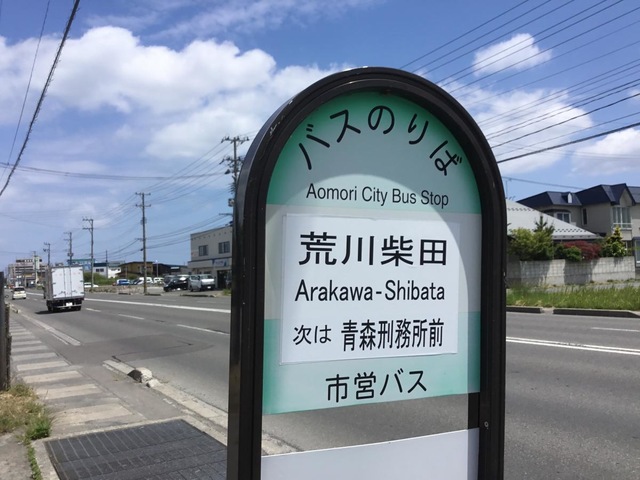 バスのりば
Aomori City Bus Stop
荒川柴田
Arakawa-Shibata
次は 青森刑務所前
市営バス